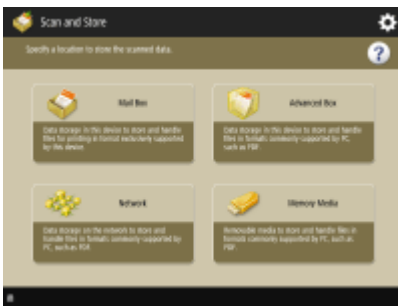 Scan and Store
Specify a location to store the scanned data.
Mail Box
Advanced Box
Data storage in this device to store and handle
files for printing in format exclusively supported
by this device.
Data storage in this device to store and handle
files in formats commonly supported by PC,
such as PDF.
Network
Memory Media
Data storage on the network to store and
handle files in formats commonly supported by
PC, such as PDF.
Removable media to store and handle files in
formats commonly supported by PC, such as
PDF.